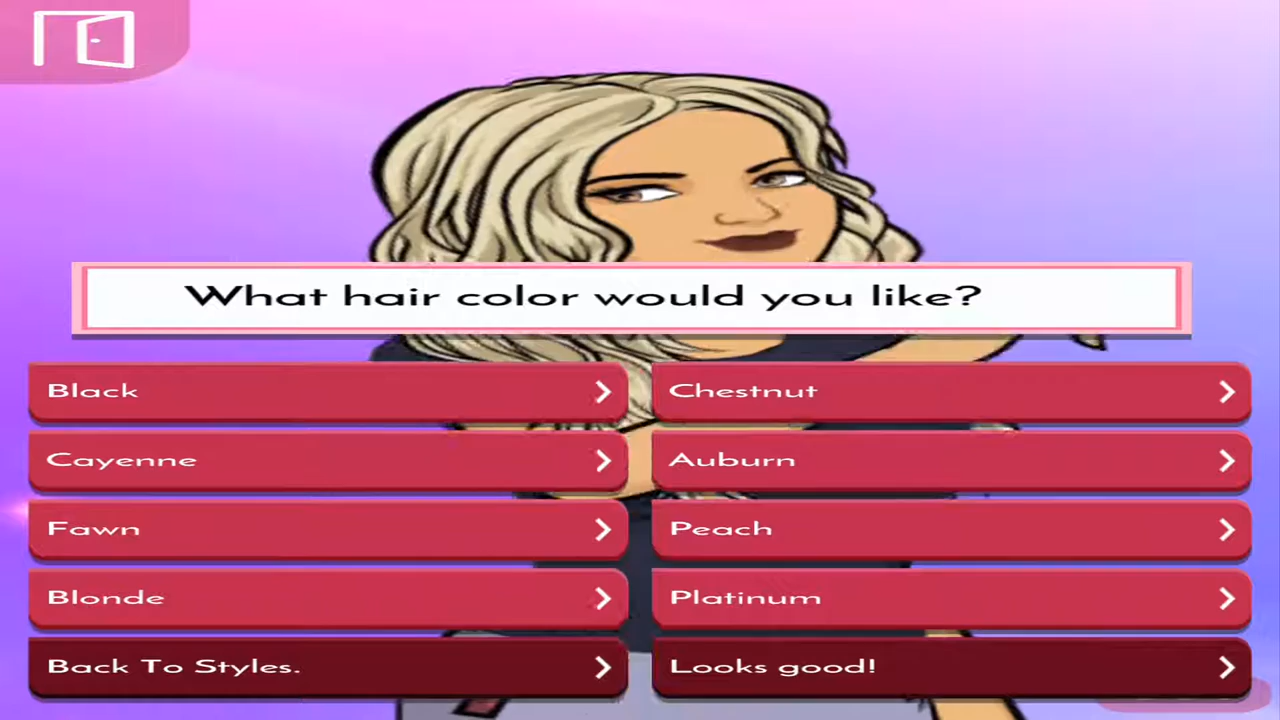 What hair color would you like?
Black
Chestnut
Cayenne
Auburn
Fawn
Peach
Blonde
Platinum
Back To Styles.
Looks good!